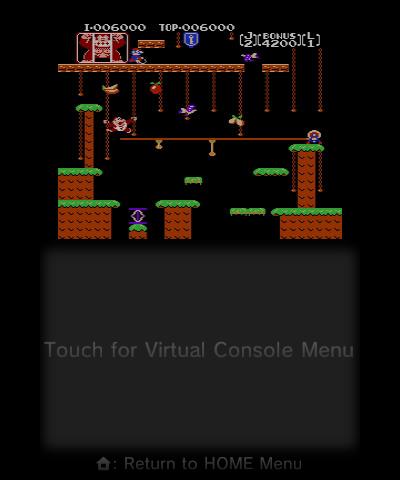 I-006000 TOP-006000
J BONUS L
2 4200 1
Touch for Virtual Console Menu
: Return to HOME Menu